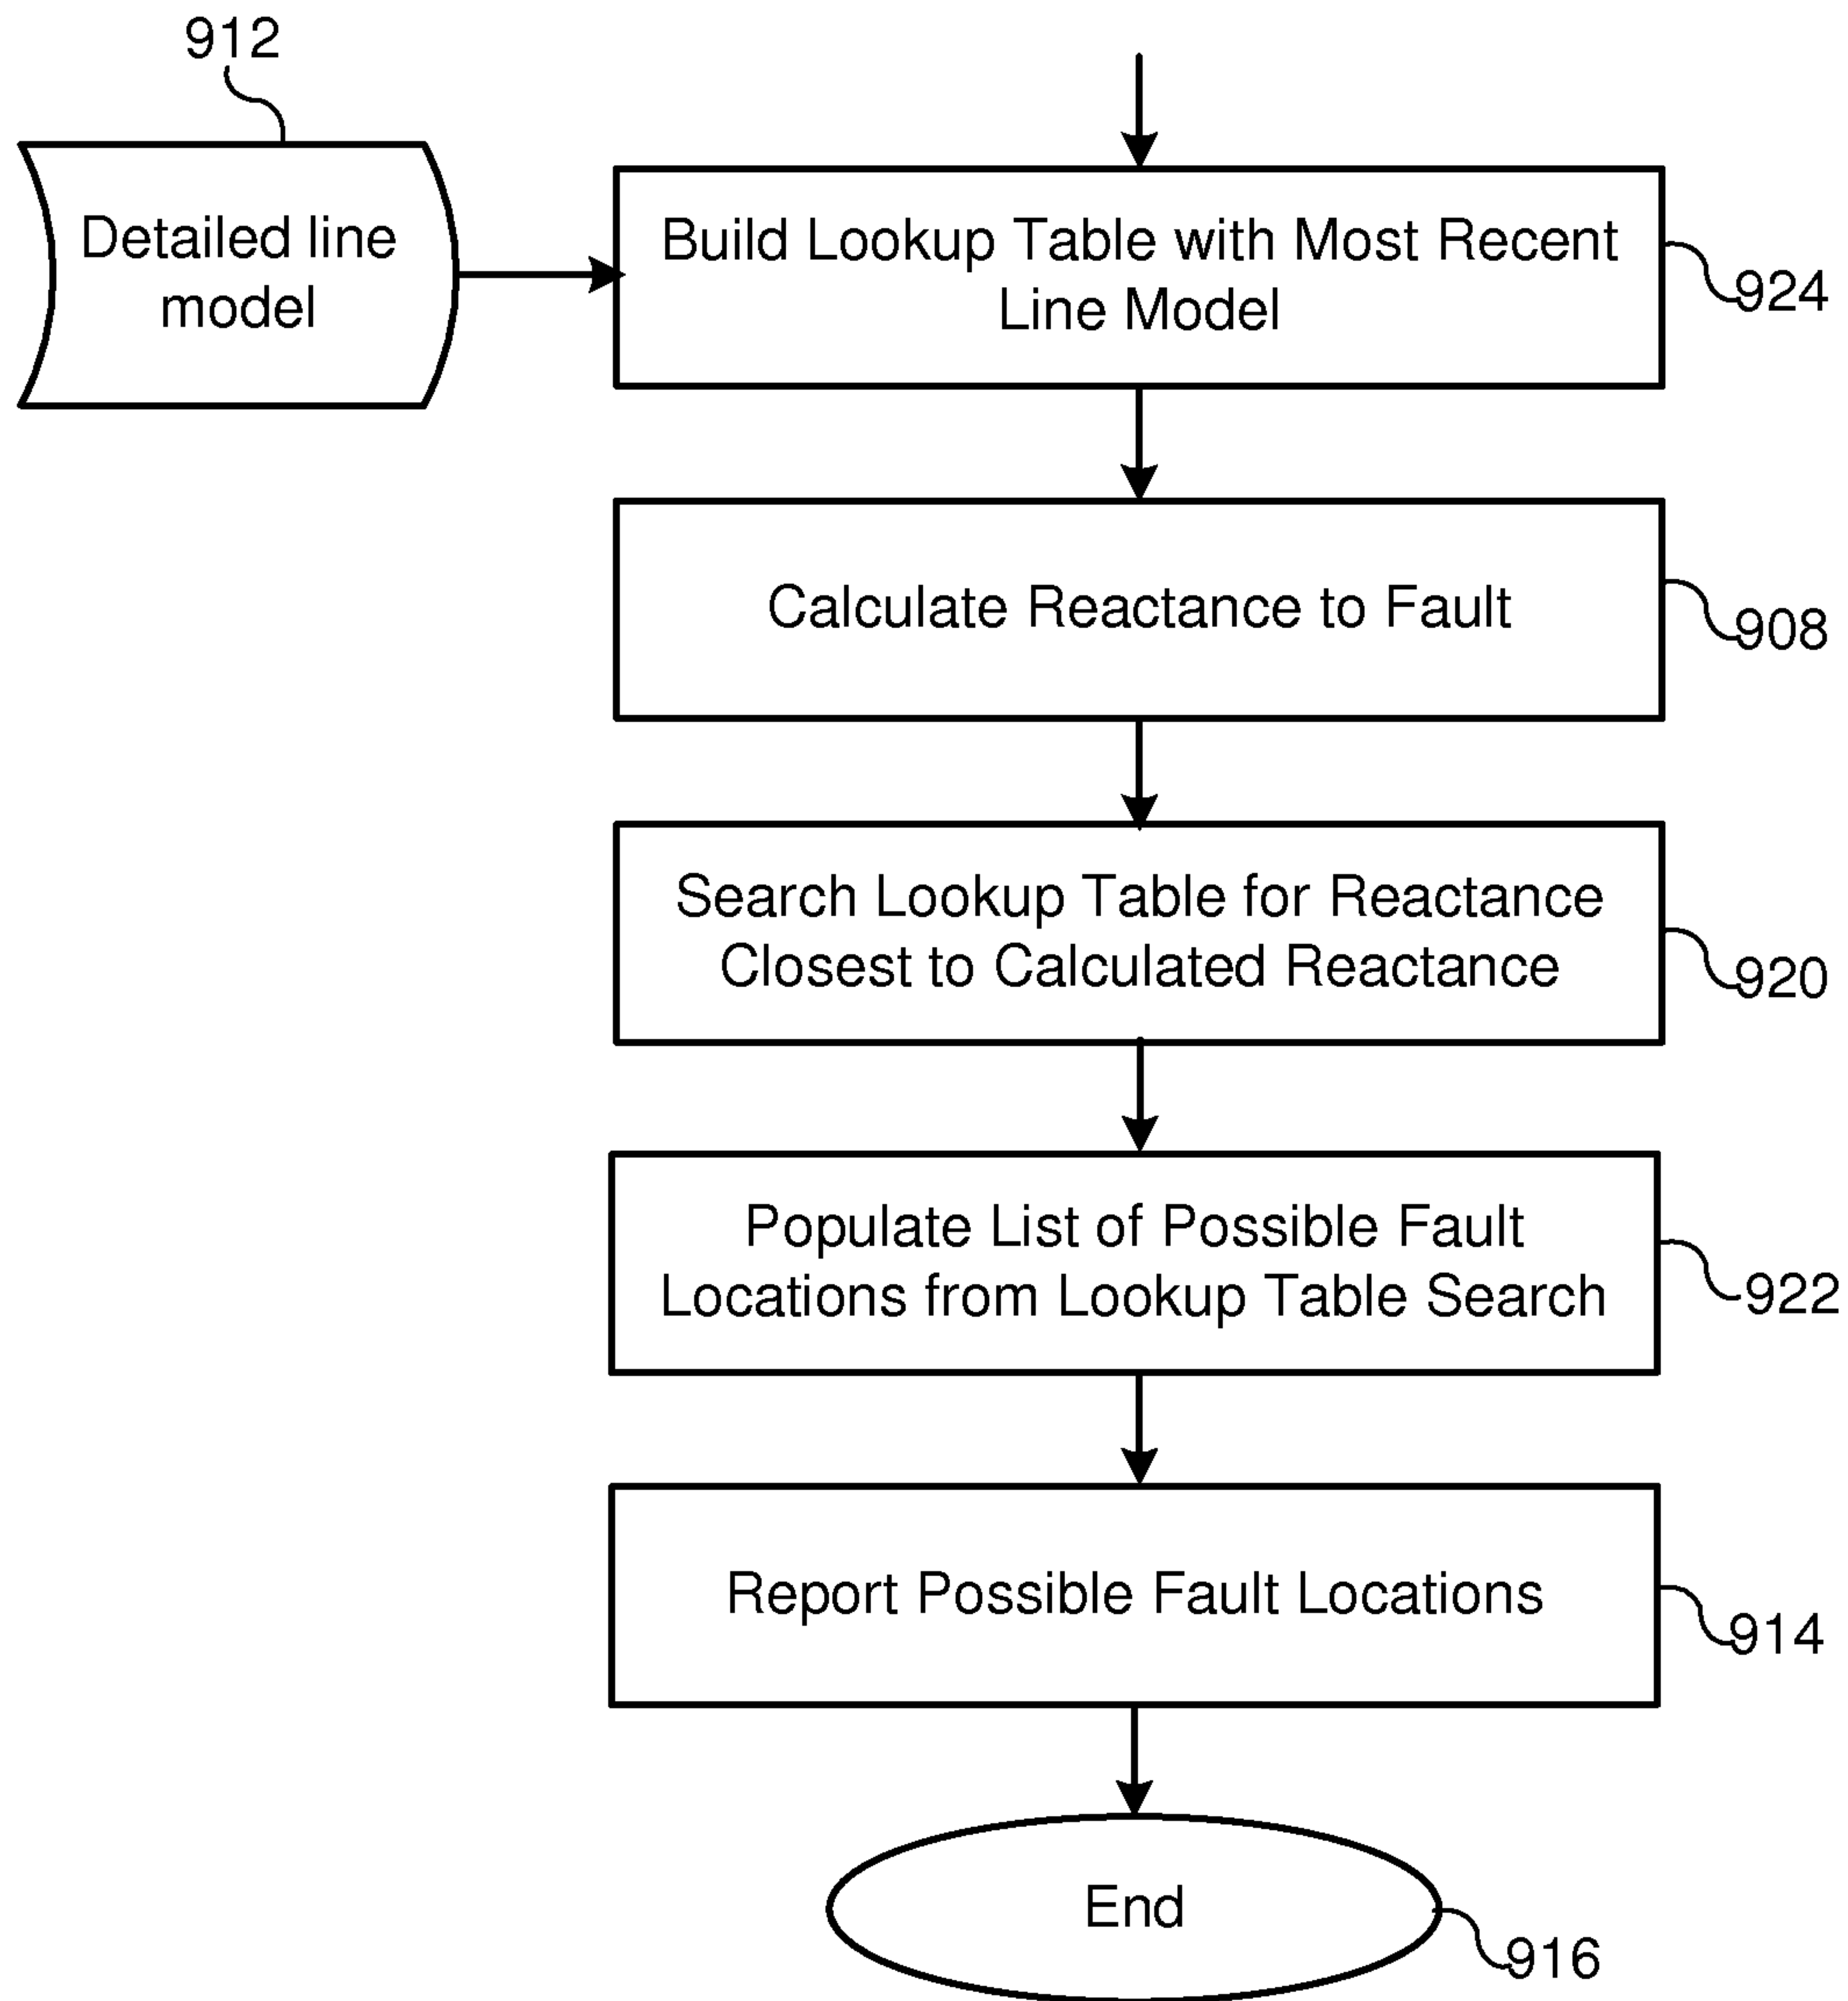 912
Detailed line
model
Build Lookup Table with Most Recent
Line Model
924
Calculate Reactance to Fault
908
Search Lookup Table for Reactance
Closest to Calculated Reactance
920
Populate List of Possible Fault
Locations from Lookup Table Search
922
Report Possible Fault Locations
914
End
916